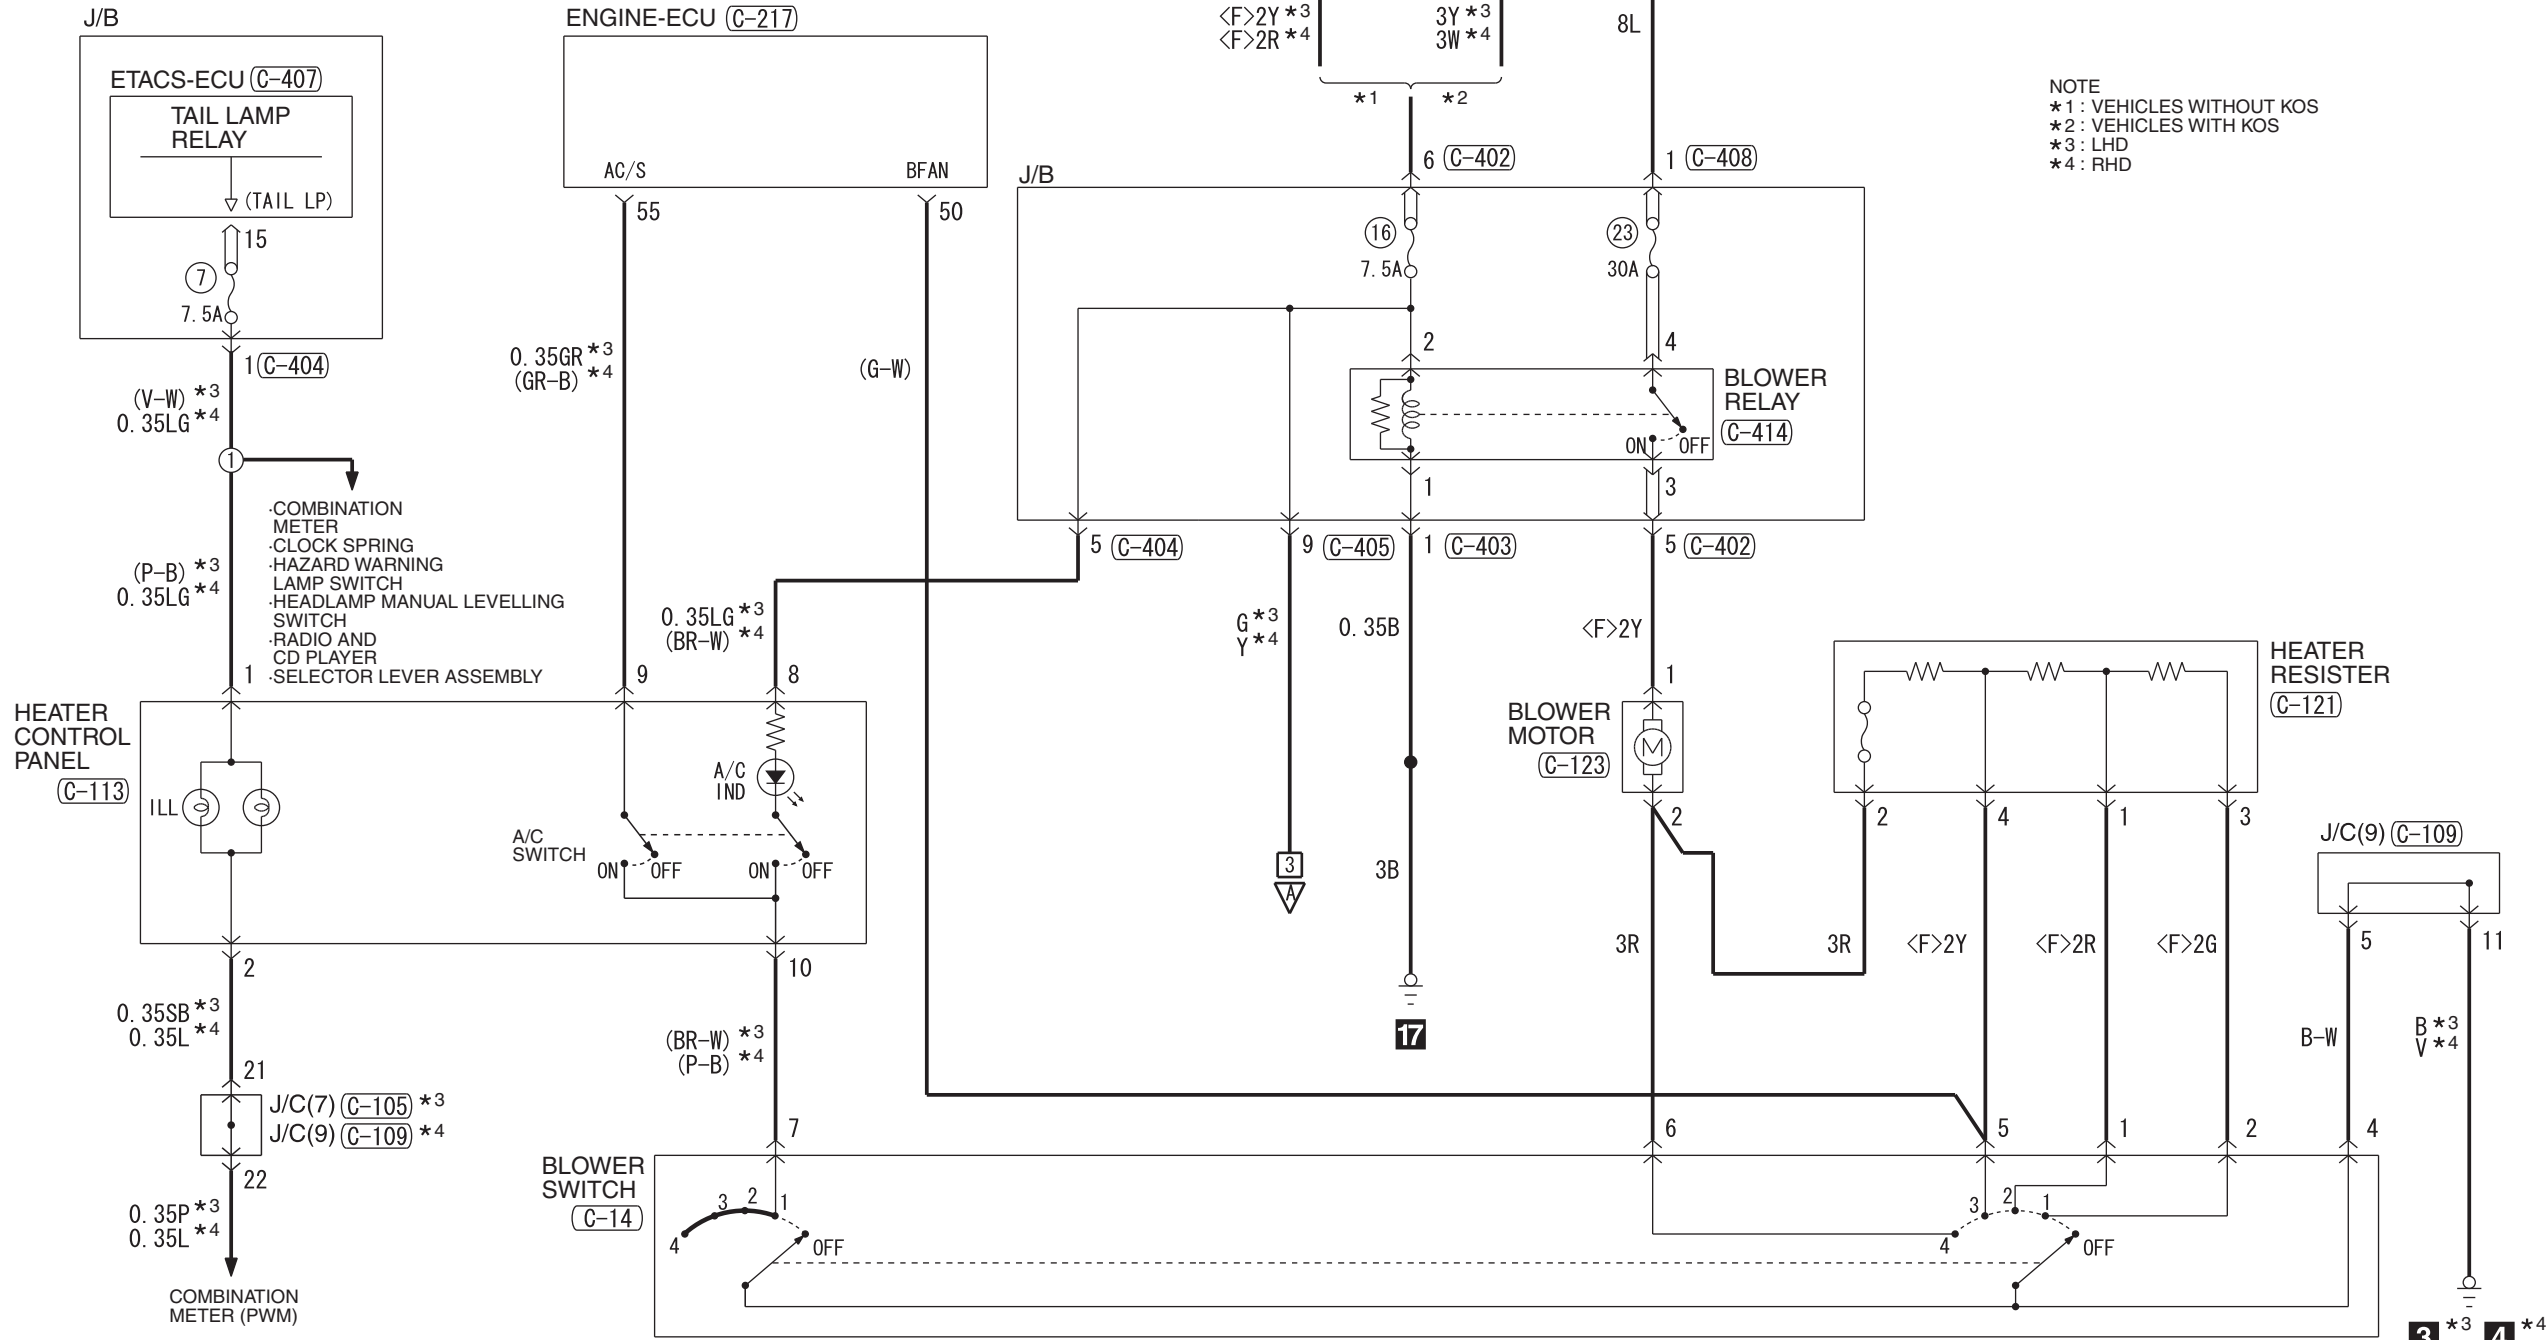 J/B
ETACS-ECU (C-407)
TAIL LAMP
RELAY
(TAIL LP)
15
7
7.5A
1 (C-404)
(V-W) *3
0.35LG *4
1
·COMBINATION
METER
·CLOCK SPRING
·HAZARD WARNING
LAMP SWITCH
·HEADLAMP MANUAL LEVELLING
SWITCH
·RADIO AND
CD PLAYER
·SELECTOR LEVER ASSEMBLY
(P-B) *3
0.35LG *4
1
ENGINE-ECU (C-217)
AC/S
BFAN
55
50
0.35GR *3
(GR-B) *4
(G-W)
0.35LG *3
(BR-W) *4
9
8
<F>2Y *3
<F>2R *4
3Y *3
3W *4
8L
*1
*2
6 (C-402)
1 (C-408)
NOTE
*1 : VEHICLES WITHOUT KOS
*2 : VEHICLES WITH KOS
*3 : LHD
*4 : RHD
J/B
16
7.5A
23
30A
2
4
BLOWER
RELAY
(C-414)
ON
OFF
1
3
5 (C-404)
9 (C-405)
1 (C-403)
5 (C-402)
G *3
Y *4
0.35B
<F>2Y
3
A
3B
17
1
BLOWER
MOTOR
(C-123)
M
2
HEATER
RESISTER
(C-121)
2
4
1
3
3R
3R
<F>2Y
<F>2R
<F>2G
J/C(9) (C-109)
5
11
B-W
B *3
V *4
3 *3
4 *4
HEATER
CONTROL
PANEL
(C-113)
ILL
A/C
IND
A/C
SWITCH
ON
OFF
ON
OFF
2
10
0.35SB *3
0.35L *4
21
J/C(7) (C-105) *3
J/C(9) (C-109) *4
22
0.35P *3
0.35L *4
COMBINATION
METER (PWM)
(BR-W) *3
(P-B) *4
7
6
5
1
2
4
BLOWER
SWITCH
(C-14)
4
3
2
1
OFF
4
3
2
1
OFF